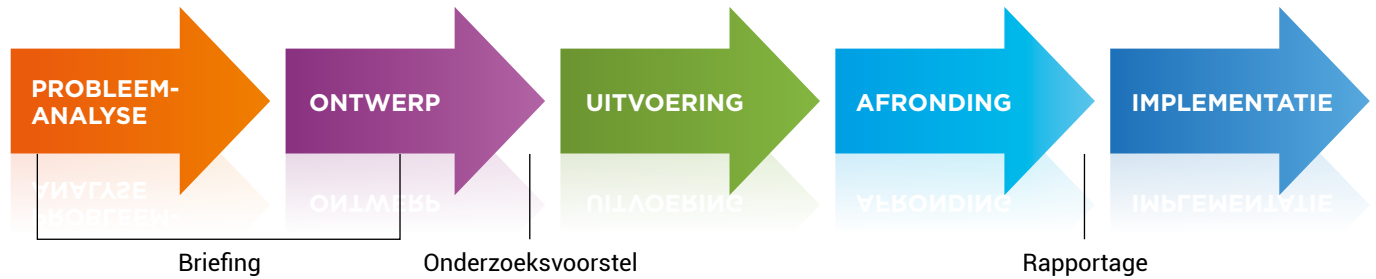 PROBLEEM-
ANALYSE
ONTWERP
UITVOERING
AFRONDING
IMPLEMENTATIE
Briefing
Onderzoeksvoorstel
Rapportage